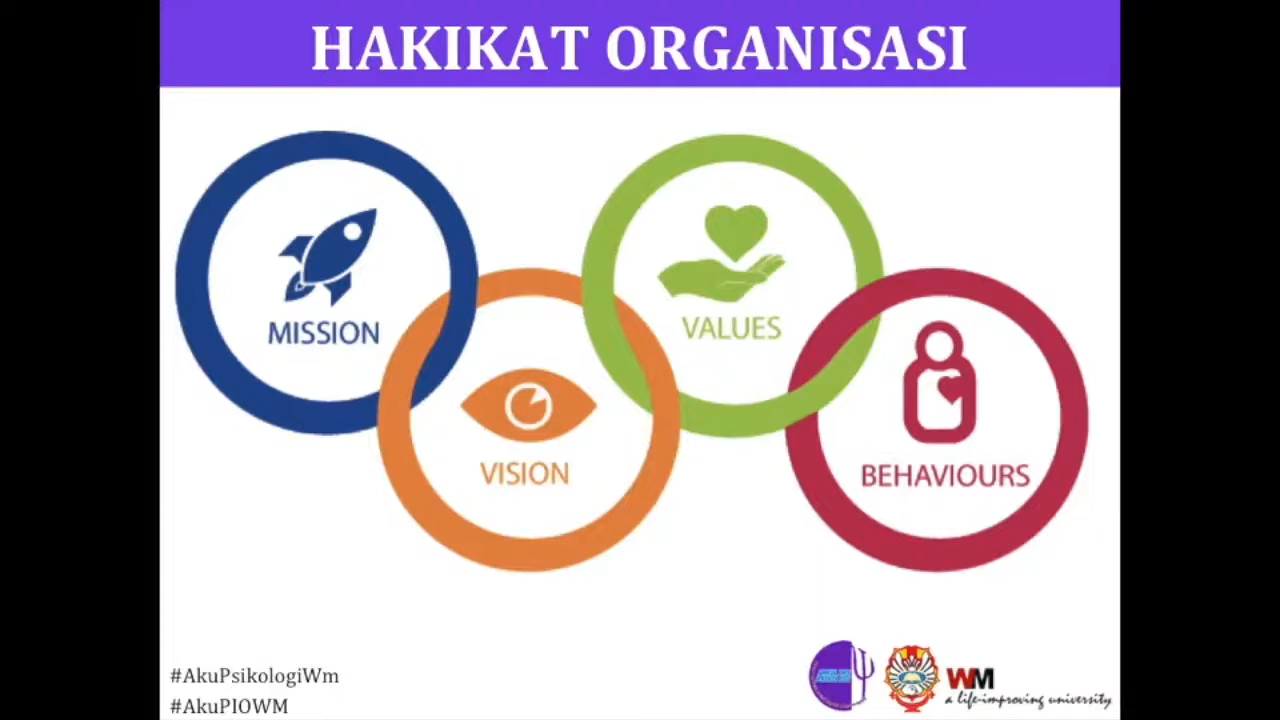 HAKIKAT ORGANISASI
MISSION
VALUES
VISION
BEHAVIOURS
#AkuPsikologiWm
#AkuPIOWM
WM
a life-improving university